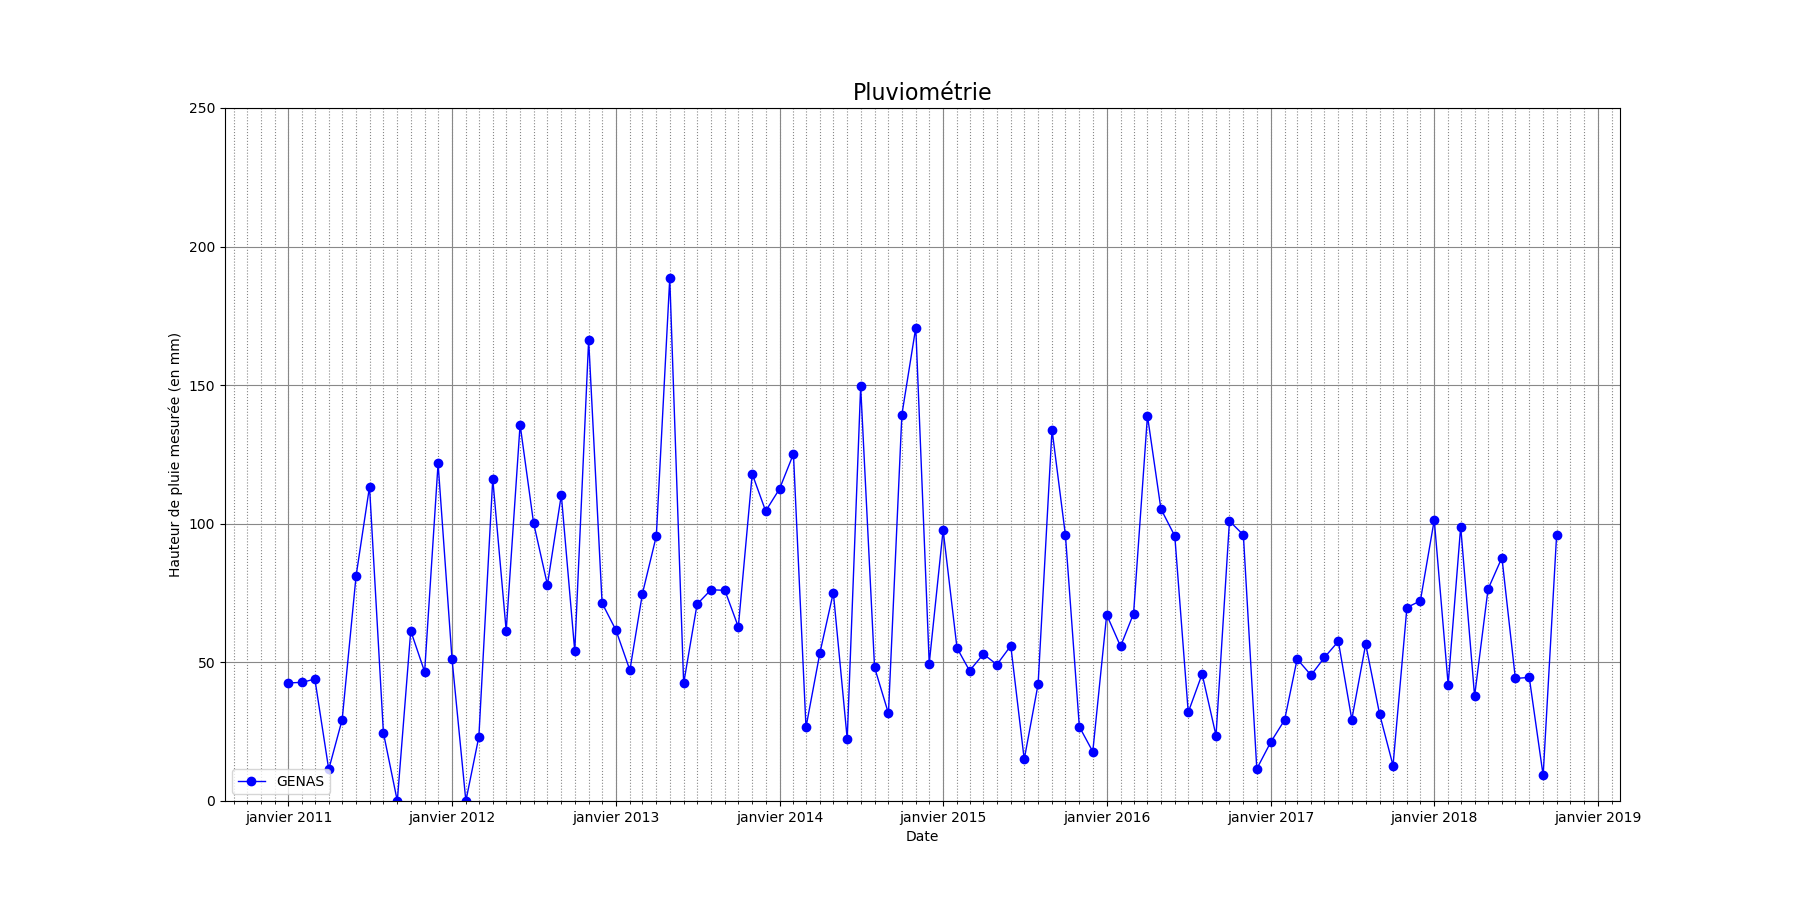 Pluviométrie
250
200
150
100
50
0
Hauteur de pluie mesurée (en mm)
GENAS
janvier 2011 janvier 2012 janvier 2013 janvier 2014 janvier 2015 janvier 2016 janvier 2017 janvier 2018 janvier 2019
Date